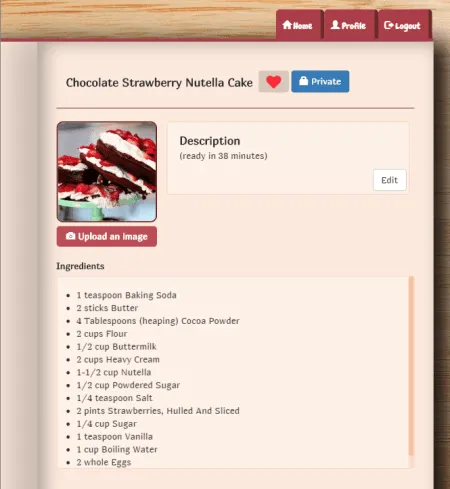 Home Profile Logout
Chocolate Strawberry Nutella Cake Private
Description
(ready in 38 minutes)
Edit
Upload an image
Ingredients
1 teaspoon Baking Soda
2 sticks Butter
4 Tablespoons (heaping) Cocoa Powder
2 cups Flour
1/2 cup Buttermilk
2 cups Heavy Cream
1-1/2 cup Nutella
1/2 cup Powdered Sugar
1/4 teaspoon Salt
2 pints Strawberries, Hulled And Sliced
1/4 cup Sugar
1 teaspoon Vanilla
1 cup Boiling Water
2 whole Eggs